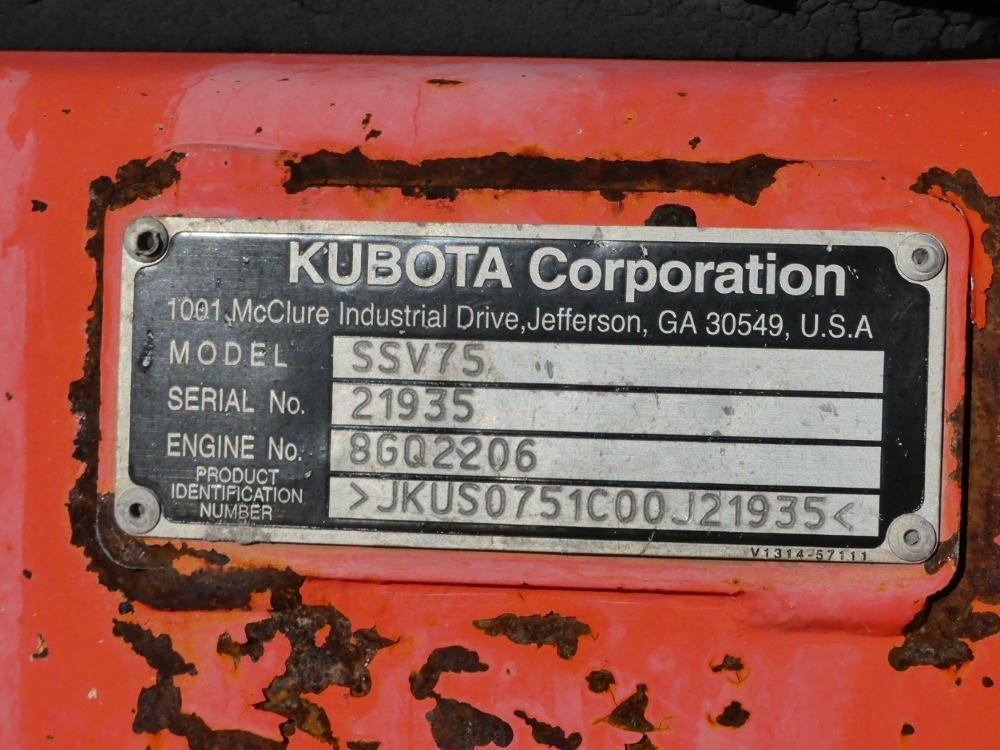 KUBOTA Corporation
1001 McClure Industrial Drive, Jefferson, GA 30549, U.S.A
MODEL SSV75
SERIAL No. 21935
ENGINE No. 8GQ2206
PRODUCT IDENTIFICATION NUMBER >JKUS0751C00J21935<
V1314-57111